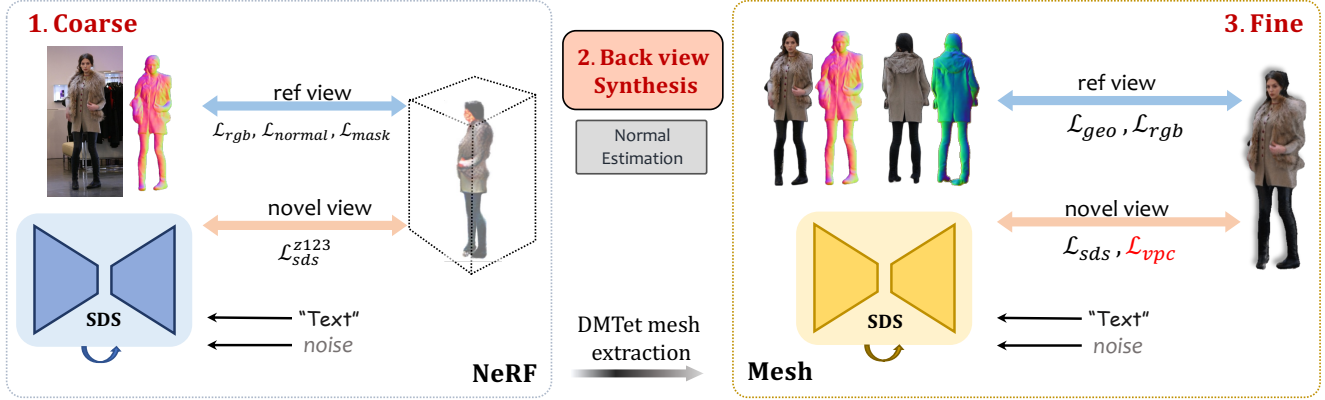 1. Coarse
ref view
ℒ_rgb, ℒ_normal, ℒ_mask
novel view
ℒ_sds^z123
SDS
"Text"
noise
NeRF
2. Back view
Synthesis
Normal
Estimation
DMTet mesh
extraction
3. Fine
ref view
ℒ_geo, ℒ_rgb
novel view
ℒ_sds, ℒ_vpc
SDS
"Text"
noise
Mesh